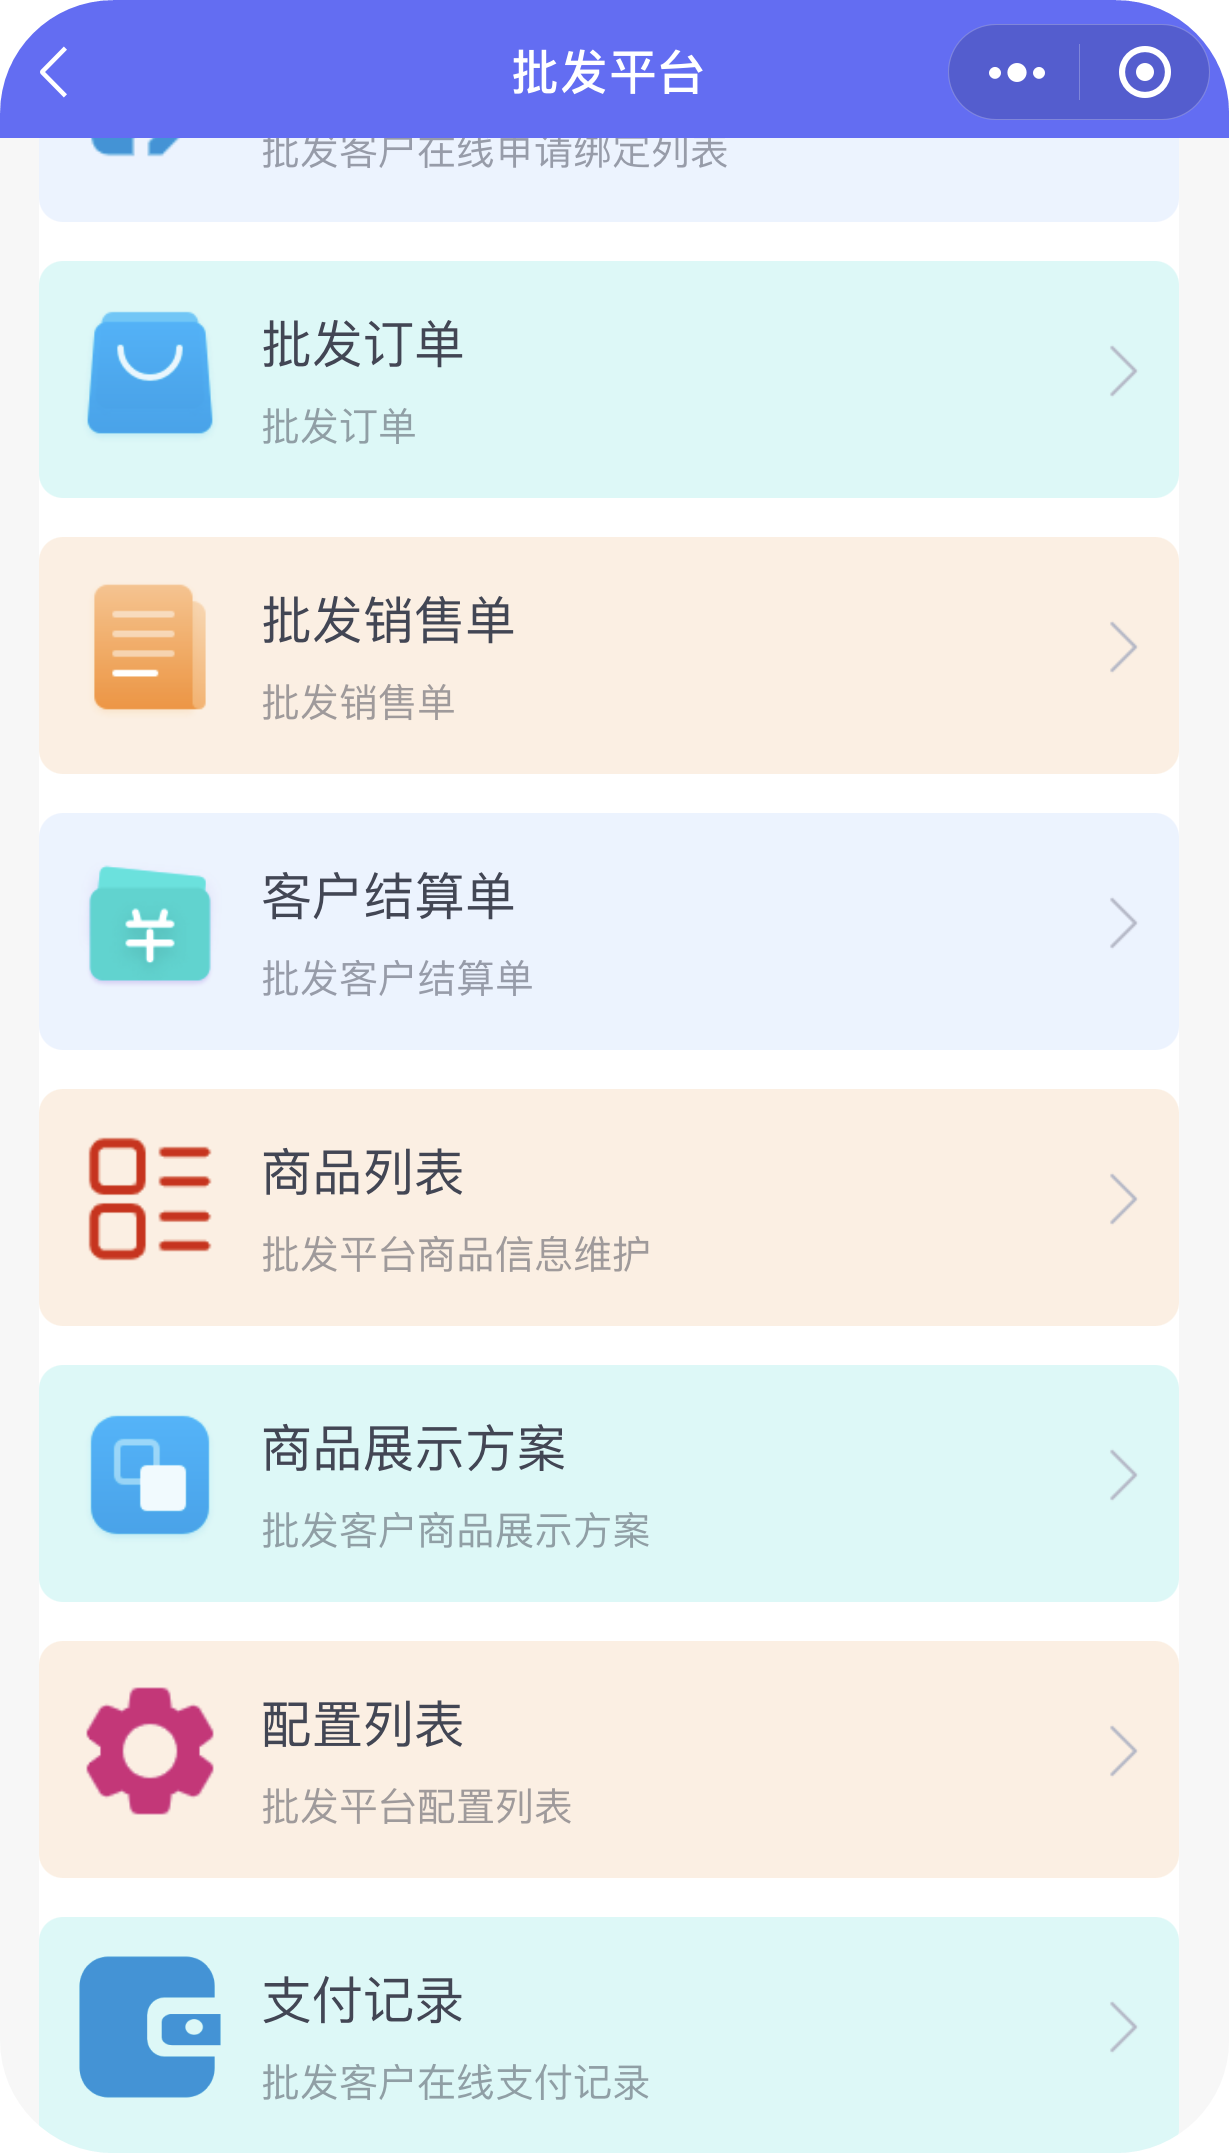 批发平台
批发客户在线申请绑定列表
批发订单
批发订单
批发销售单
批发销售单
客户结算单
批发客户结算单
商品列表
批发平台商品信息维护
商品展示方案
批发客户商品展示方案
配置列表
批发平台配置列表
支付记录
批发客户在线支付记录